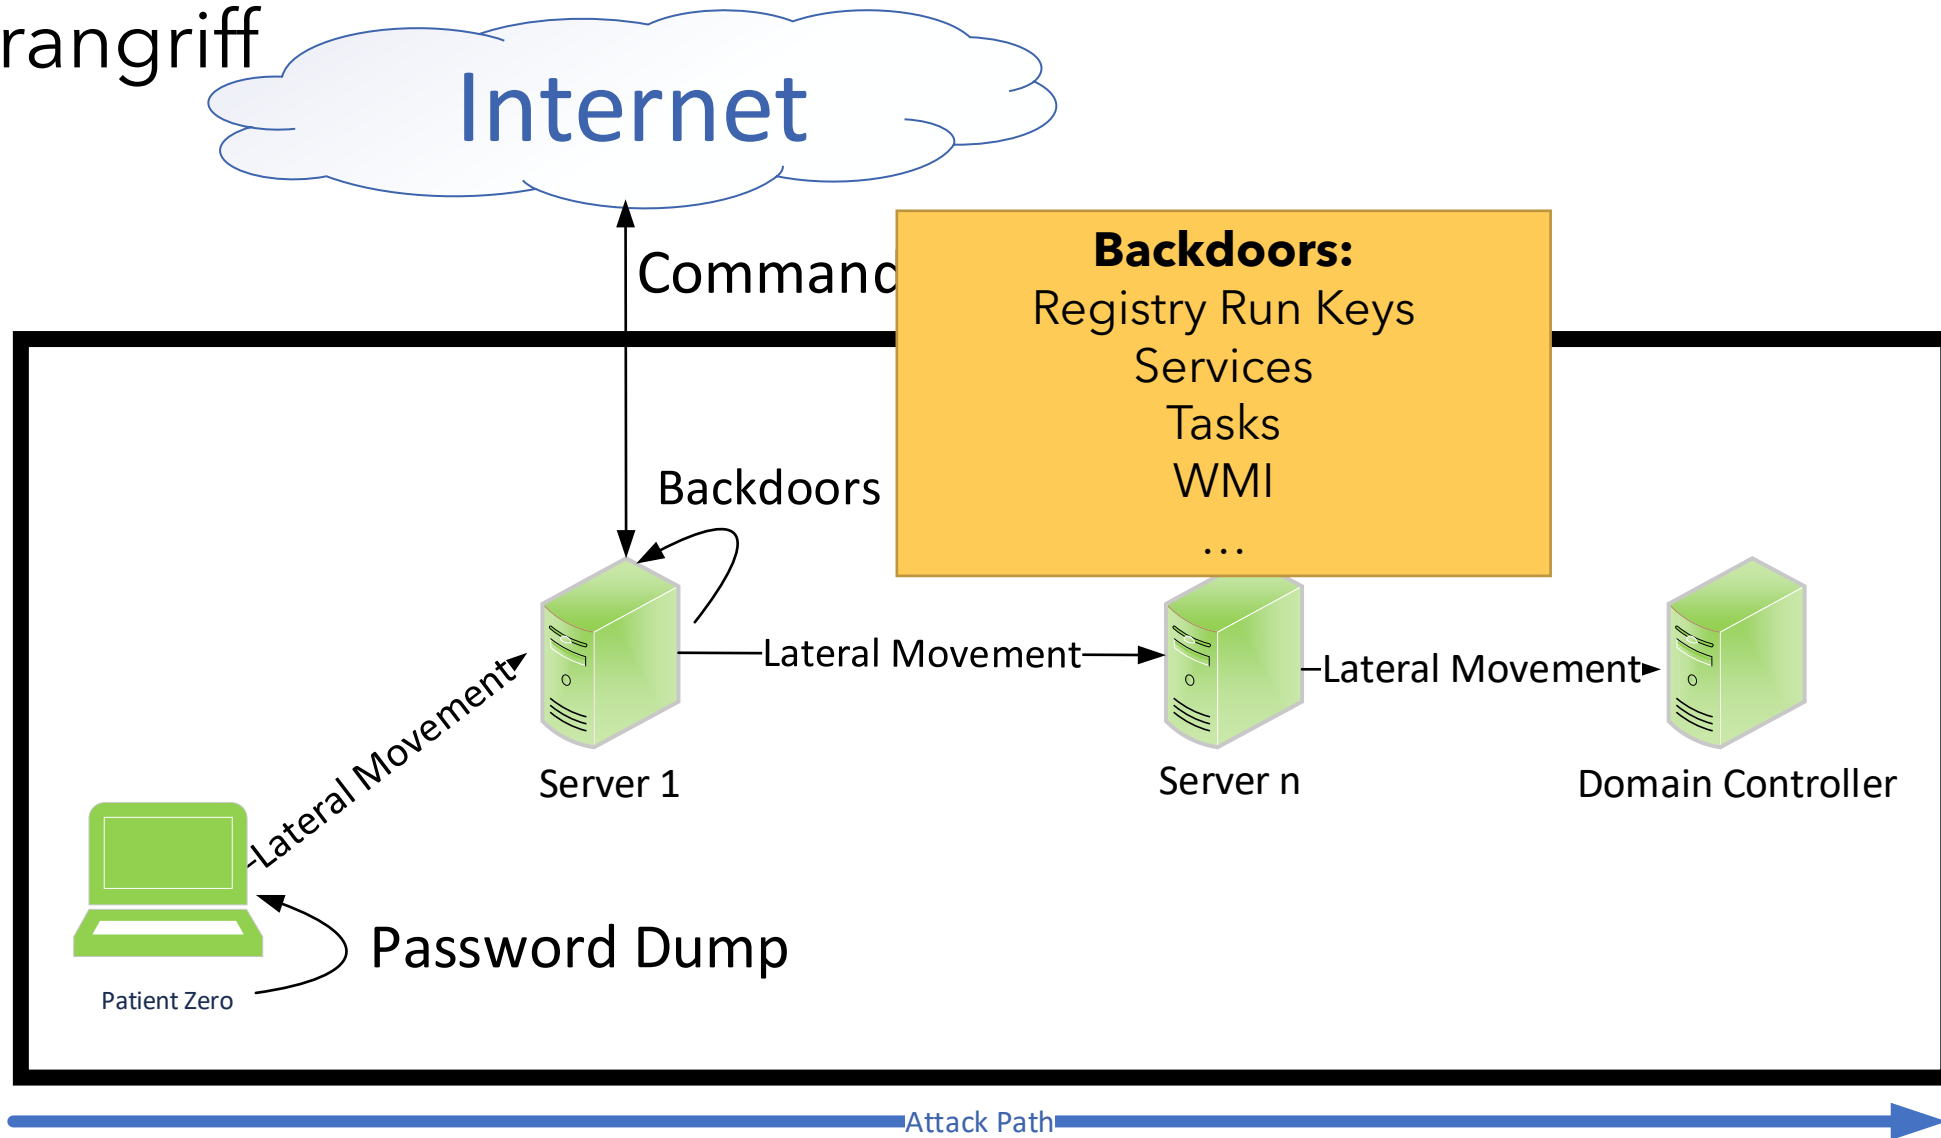 rangriff
Internet
Command
Backdoors:
Registry Run Keys
Services
Tasks
WMI
...
Backdoors
Lateral Movement
Lateral Movement
Lateral Movement
Server 1
Server n
Domain Controller
Password Dump
Patient Zero
Attack Path